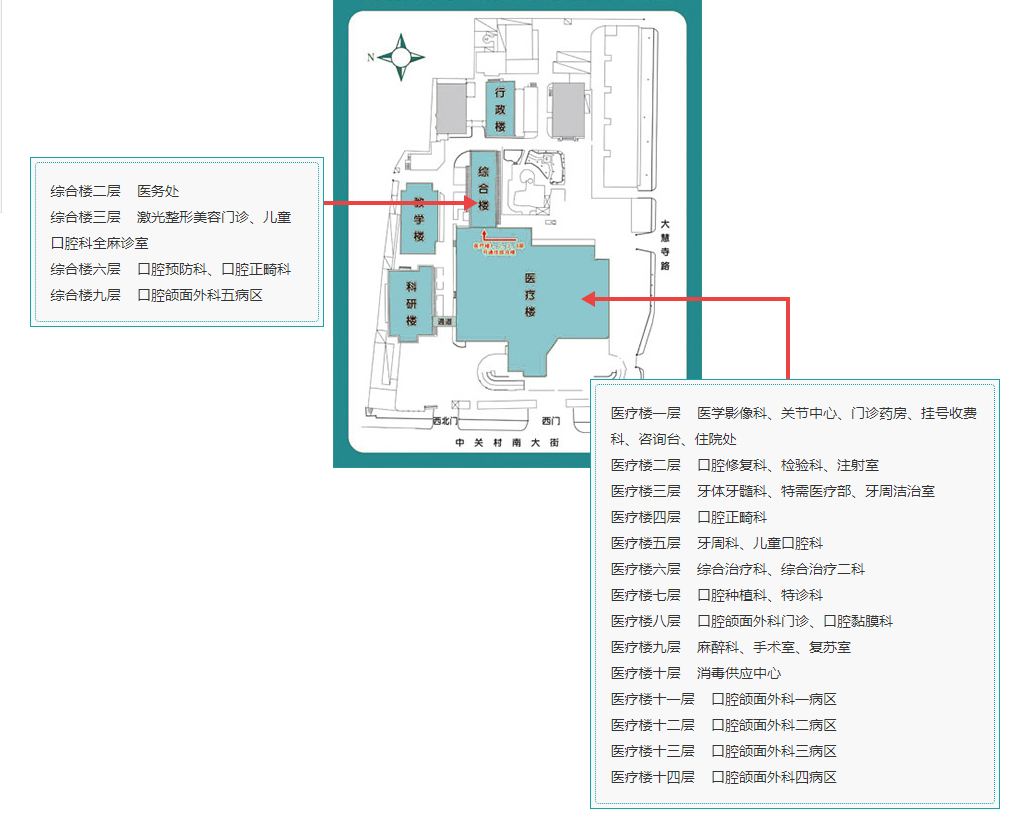 N
行政楼
综合楼
教学楼
科研楼
通道
医疗楼
大慧寺路
西北门
西门
中关村南大街
综合楼二层 医务处
综合楼三层 激光整形美容门诊、儿童
口腔科全麻诊室
综合楼六层 口腔预防科、口腔正畸科
综合楼九层 口腔颌面外科五病区
医疗楼一层 医学影像科、关节中心、门诊药房、挂号收费
科、咨询台、住院处
医疗楼二层 口腔修复科、检验科、注射室
医疗楼三层 牙体牙髓科、特需医疗部、牙周洁治室
医疗楼四层 口腔正畸科
医疗楼五层 牙周科、儿童口腔科
医疗楼六层 综合治疗科、综合治疗二科
医疗楼七层 口腔种植科、特诊科
医疗楼八层 口腔颌面外科门诊、口腔黏膜科
医疗楼九层 麻醉科、手术室、复苏室
医疗楼十层 消毒供应中心
医疗楼十一层 口腔颌面外科一病区
医疗楼十二层 口腔颌面外科二病区
医疗楼十三层 口腔颌面外科三病区
医疗楼十四层 口腔颌面外科四病区